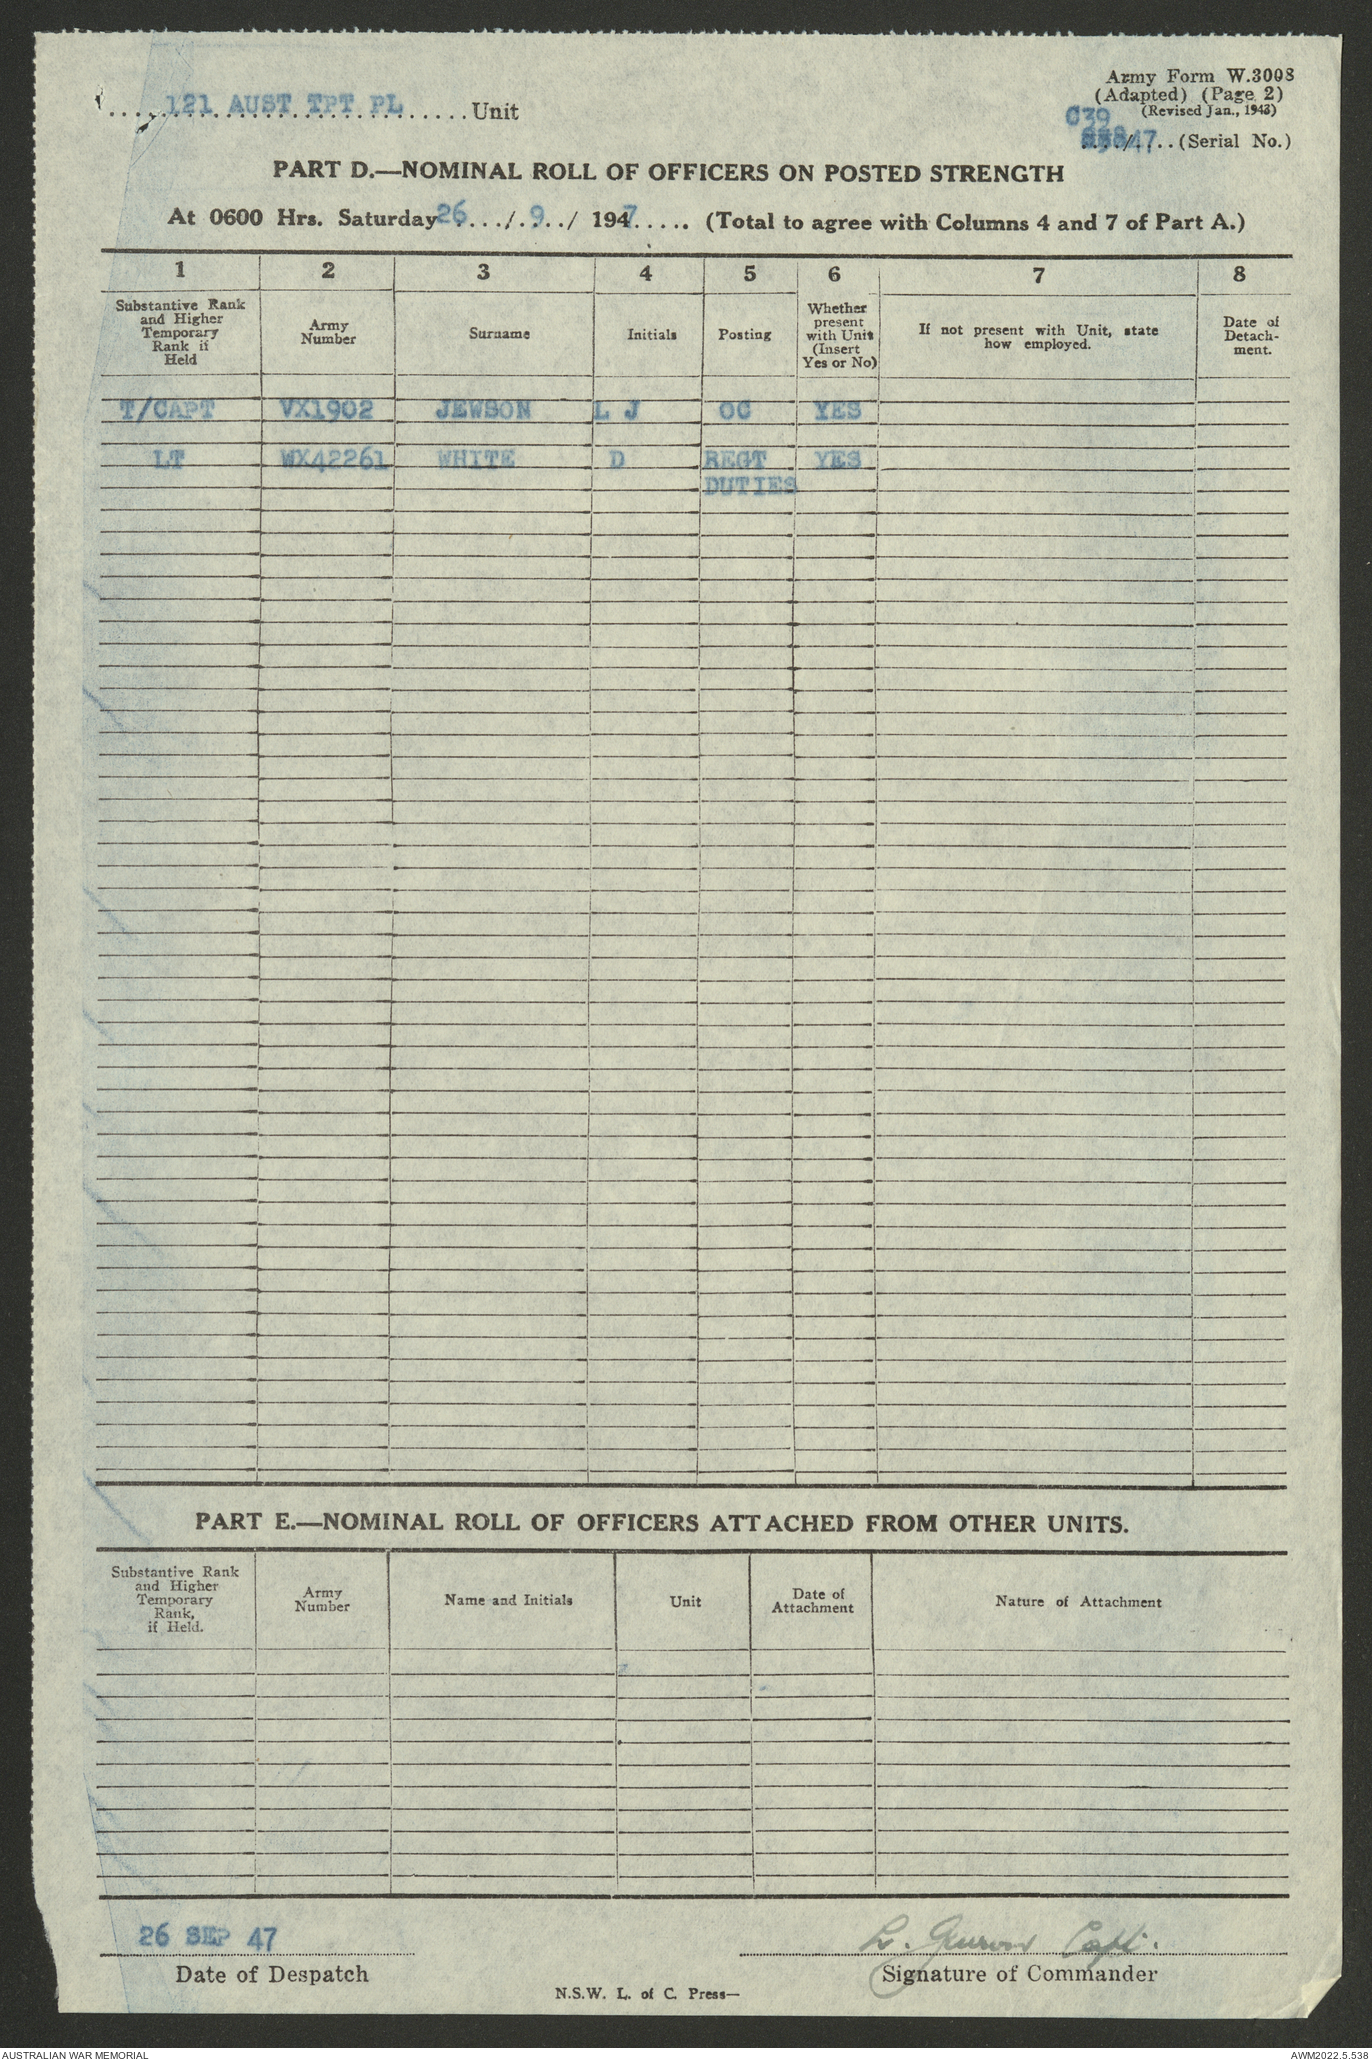 121 AUST TPT PL Unit
Army Form W.3008
(Adapted) (Page 2)
(Revised Jan., 1943)
C39
47 (Serial No.)
PART D.—NOMINAL ROLL OF OFFICERS ON POSTED STRENGTH
At 0600 Hrs. Saturday 26 / 9 / 1947 (Total to agree with Columns 4 and 7 of Part A.)
1 2 3 4 5 6 7 8
Substantive Rank and Higher Temporary Rank if Held
Army Number
Surname
Initials
Posting
Whether present with Unit (Insert Yes or No)
If not present with Unit, state how employed.
Date of Detachment.
T/CAPT VX1902 JEWSON L J OC YES
LT WX42261 WHITE D REGT YES
DUTIES
PART E.—NOMINAL ROLL OF OFFICERS ATTACHED FROM OTHER UNITS.
Substantive Rank and Higher Temporary Rank, if Held.
Army Number
Name and Initials
Unit
Date of Attachment
Nature of Attachment
26 SEP 47
L. Jewson Capt.
Date of Despatch
Signature of Commander
N.S.W. L. of C. Press—
AUSTRALIAN WAR MEMORIAL
AWM2022.5.538